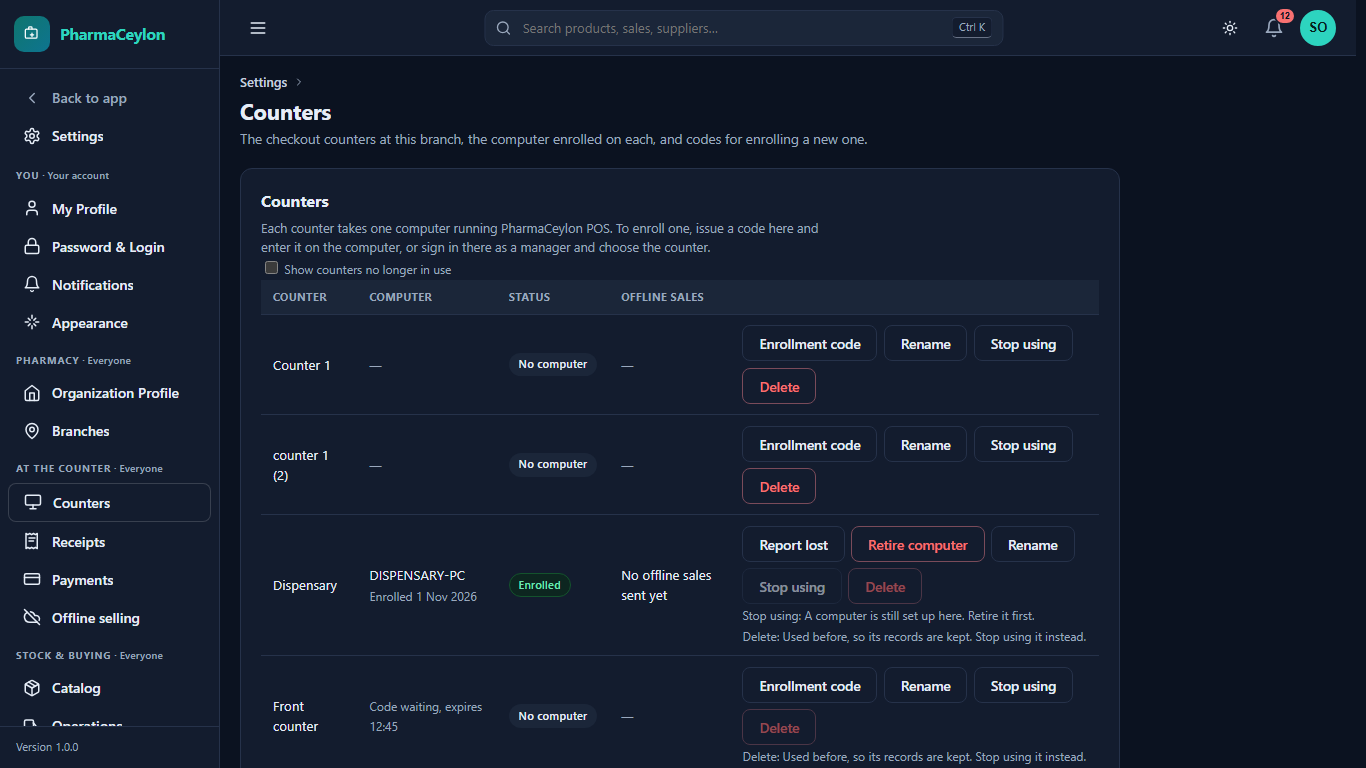 PharmaCeylon
Search products, sales, suppliers...
Ctrl K
12
SO
Back to app
Settings
YOU · Your account
My Profile
Password & Login
Notifications
Appearance
PHARMACY · Everyone
Organization Profile
Branches
AT THE COUNTER · Everyone
Counters
Receipts
Payments
Offline selling
STOCK & BUYING · Everyone
Catalog
Operations
Version 1.0.0
Settings
Counters
The checkout counters at this branch, the computer enrolled on each, and codes for enrolling a new one.
Counters
Each counter takes one computer running PharmaCeylon POS. To enroll one, issue a code here and
enter it on the computer, or sign in there as a manager and choose the counter.
Show counters no longer in use
COUNTER COMPUTER STATUS OFFLINE SALES
Counter 1 — No computer — Enrollment code Rename Stop using
Delete
counter 1
(2)
— No computer — Enrollment code Rename Stop using
Delete
Dispensary
DISPENSARY-PC
Enrolled 1 Nov 2026
Enrolled
No offline sales
sent yet
Report lost Retire computer Rename
Stop using Delete
Stop using: A computer is still set up here. Retire it first.
Delete: Used before, so its records are kept. Stop using it instead.
Front
counter
Code waiting, expires
12:45
No computer — Enrollment code Rename Stop using
Delete
Delete: Used before, so its records are kept. Stop using it instead.